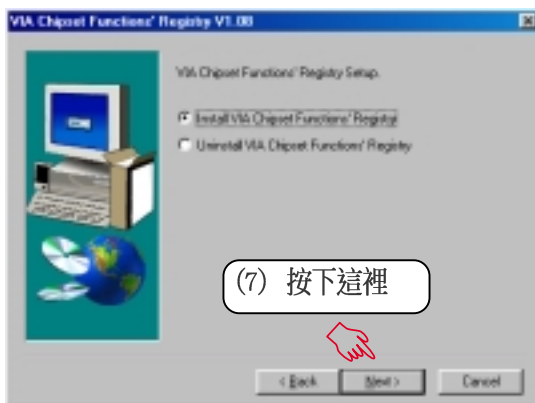 VIA Chipset Functions' Registry V1.08
VIA Chipset Functions' Registry Setup.
Install VIA Chipset Functions' Registry
Uninstall VIA Chipset Functions' Registry
(7) 按下這裡
< Back
Next >
Cancel